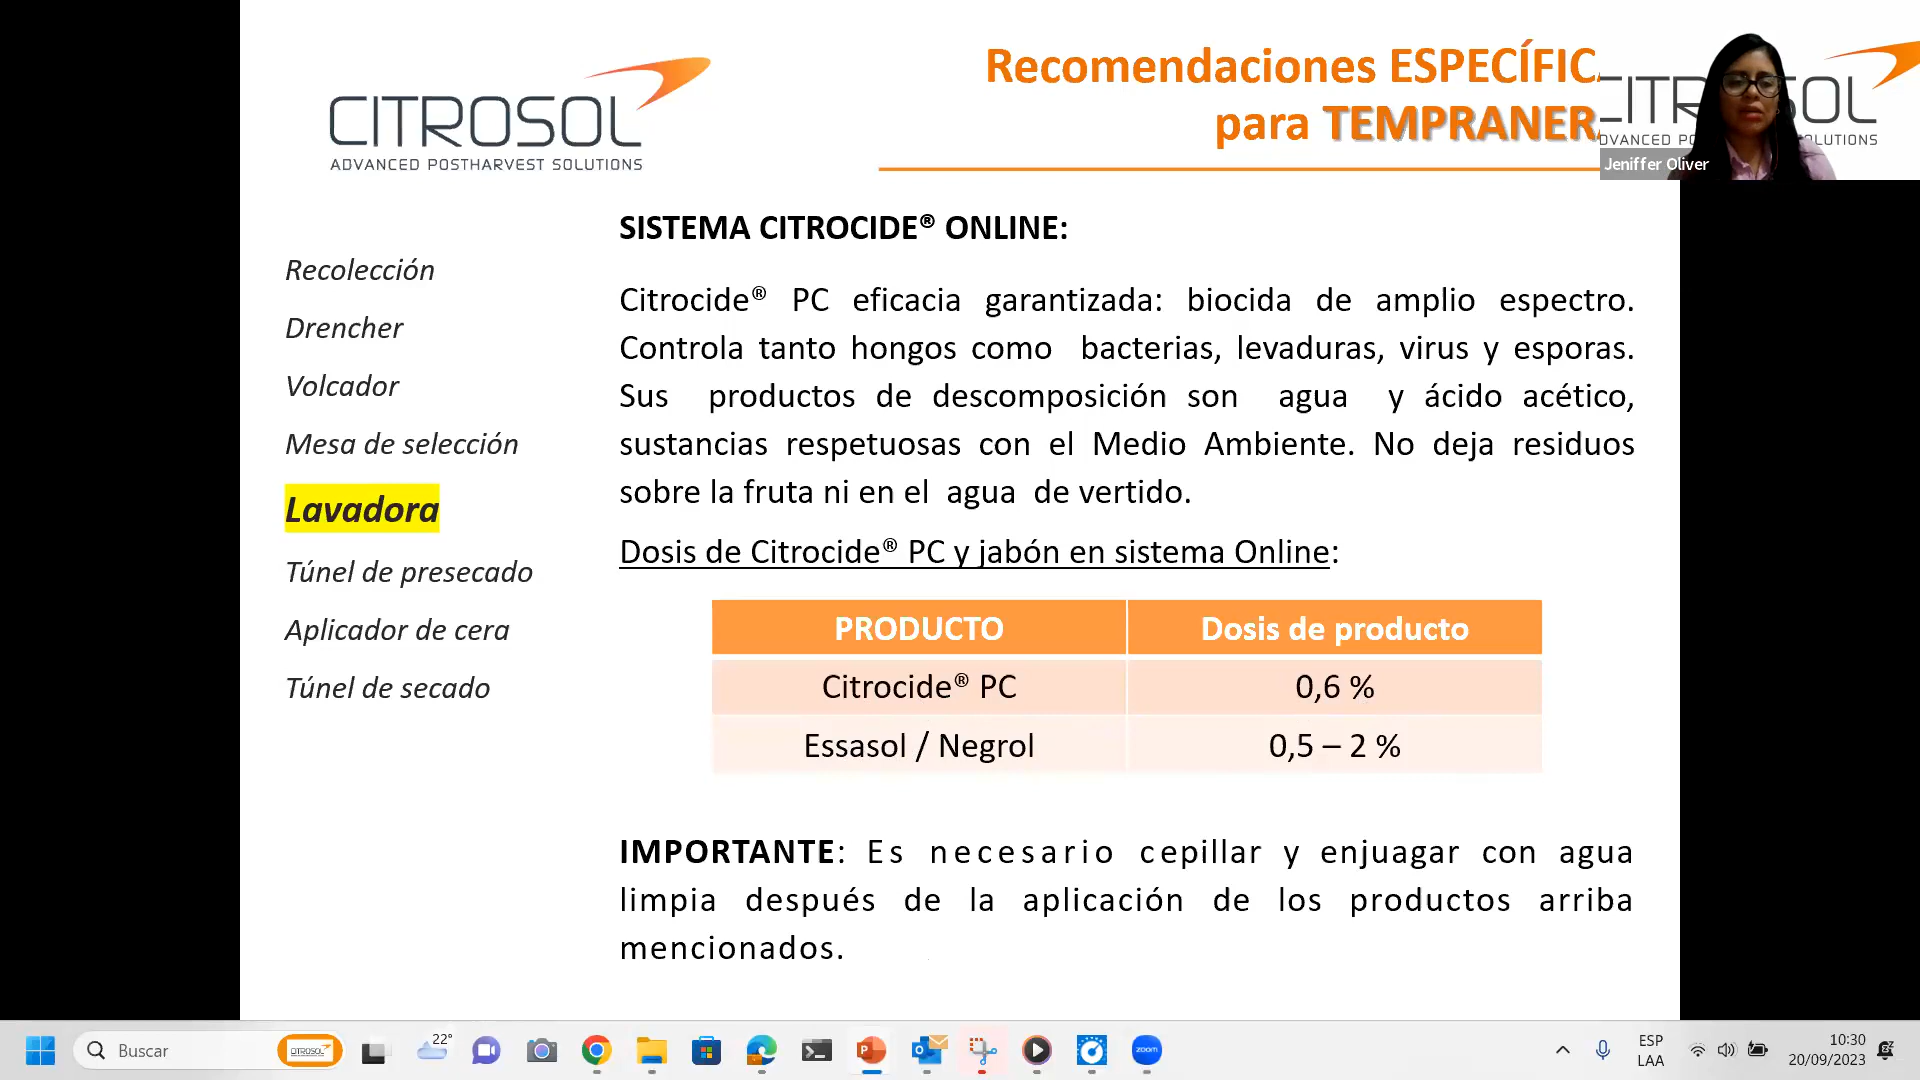 CITROSOL
ADVANCED POSTHARVEST SOLUTIONS
Recomendaciones ESPECÍFIC
para TEMPRANER
Jeniffer Oliver
Recolección
Drencher
Volcador
Mesa de selección
Lavadora
Túnel de presecado
Aplicador de cera
Túnel de secado
SISTEMA CITROCIDE® ONLINE:
Citrocide® PC eficacia garantizada: biocida de amplio espectro.
Controla tanto hongos como bacterias, levaduras, virus y esporas.
Sus productos de descomposición son agua y ácido acético,
sustancias respetuosas con el Medio Ambiente. No deja residuos
sobre la fruta ni en el agua de vertido.
Dosis de Citrocide® PC y jabón en sistema Online:
PRODUCTO Dosis de producto
Citrocide® PC 0,6 %
Essasol / Negrol 0,5 – 2 %
IMPORTANTE: Es necesario cepillar y enjuagar con agua
limpia después de la aplicación de los productos arriba
mencionados.
Buscar
CITROSOL
22°
zoom
ESP
LAA
10:30
20/09/2023